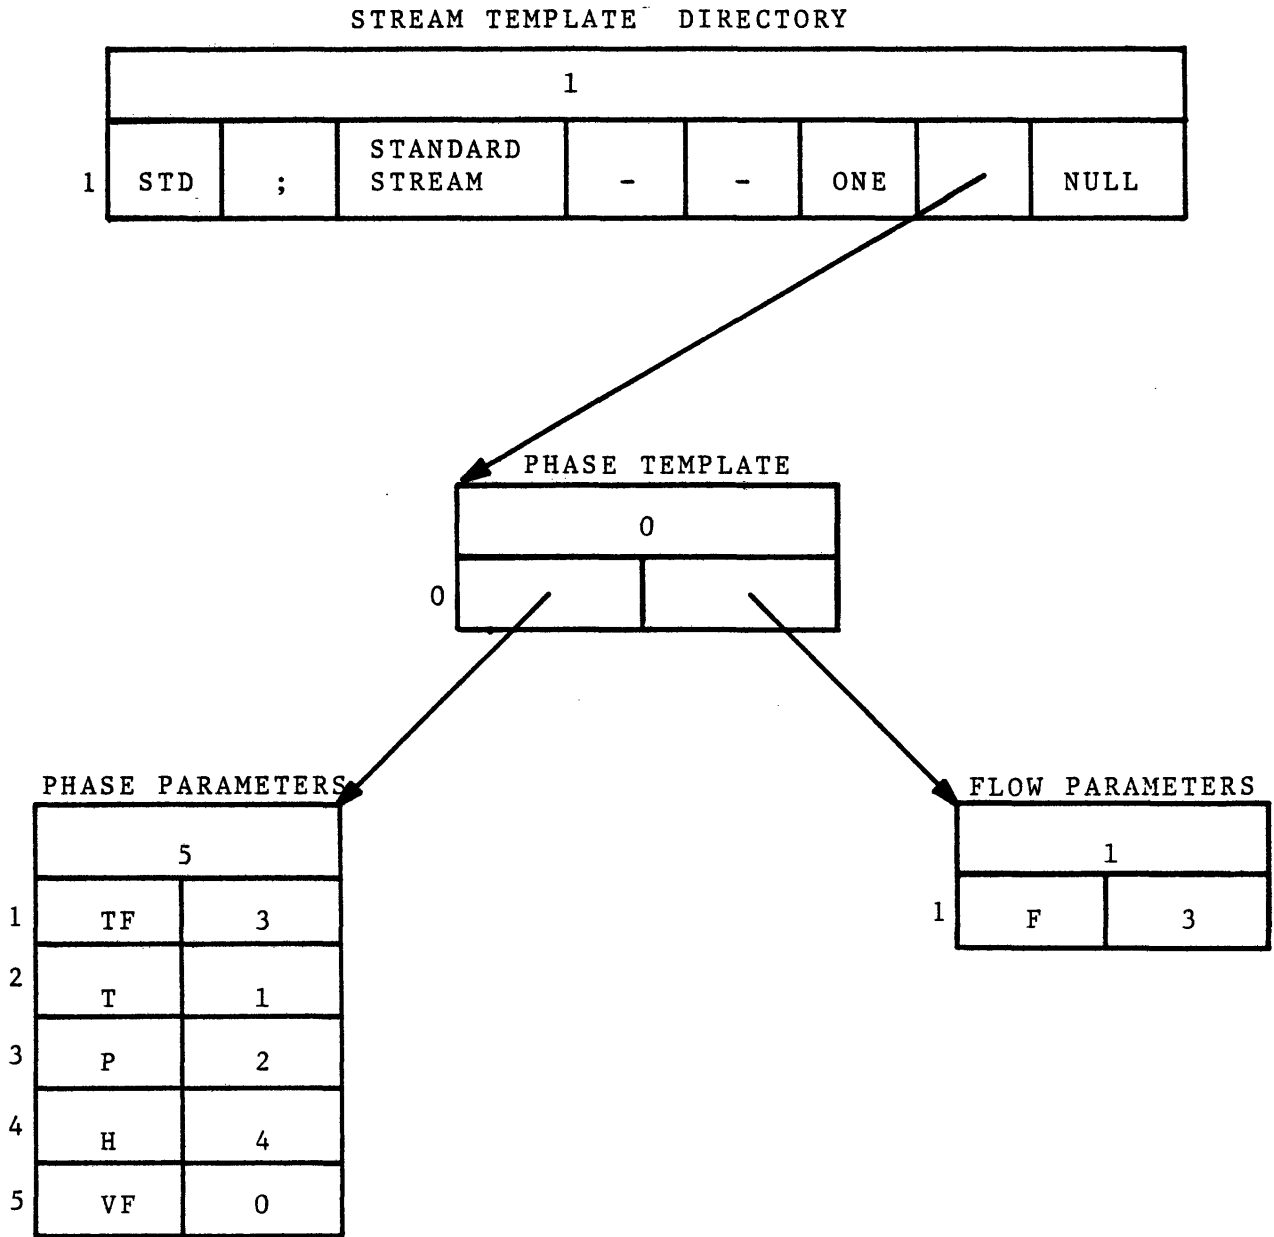 STREAM TEMPLATE DIRECTORY
1
STANDARD
1 STD ; STREAM - - ONE NULL
PHASE TEMPLATE
0
0
PHASE PARAMETERS
5
1 TF 3
2 T 1
3 P 2
4 H 4
5 VF 0
FLOW PARAMETERS
1
1 F 3